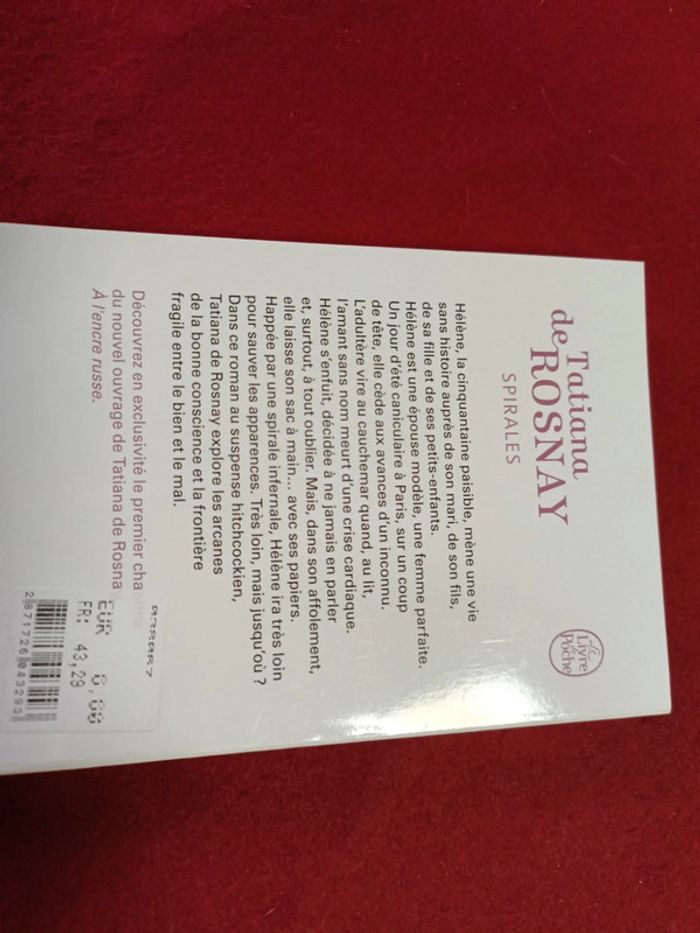 Tatiana
de ROSNAY
SPIRALES
Le
Livre
de
Poche
Hélène, la cinquantaine paisible, mène une vie
sans histoire auprès de son mari, de son fils,
de sa fille et de ses petits-enfants.
Hélène est une épouse modèle, une femme parfaite.
Un jour d'été caniculaire à Paris, sur un coup
de tête, elle cède aux avances d'un inconnu.
L'adultère vire au cauchemar quand, au lit,
l'amant sans nom meurt d'une crise cardiaque.
Hélène s'enfuit, décidée à ne jamais en parler
et, surtout, à tout oublier. Mais, dans son affolement,
elle laisse son sac à main... avec ses papiers.
Happée par une spirale infernale, Hélène ira très loin
pour sauver les apparences. Très loin, mais jusqu'où ?
Dans ce roman au suspense hitchcockien,
Tatiana de Rosnay explore les arcanes
de la bonne conscience et la frontière
fragile entre le bien et le mal.
Découvrez en exclusivité le premier cha
du nouvel ouvrage de Tatiana de Rosna
À l'encre russe.
EUR
FR: 43,29
2 871726 043293